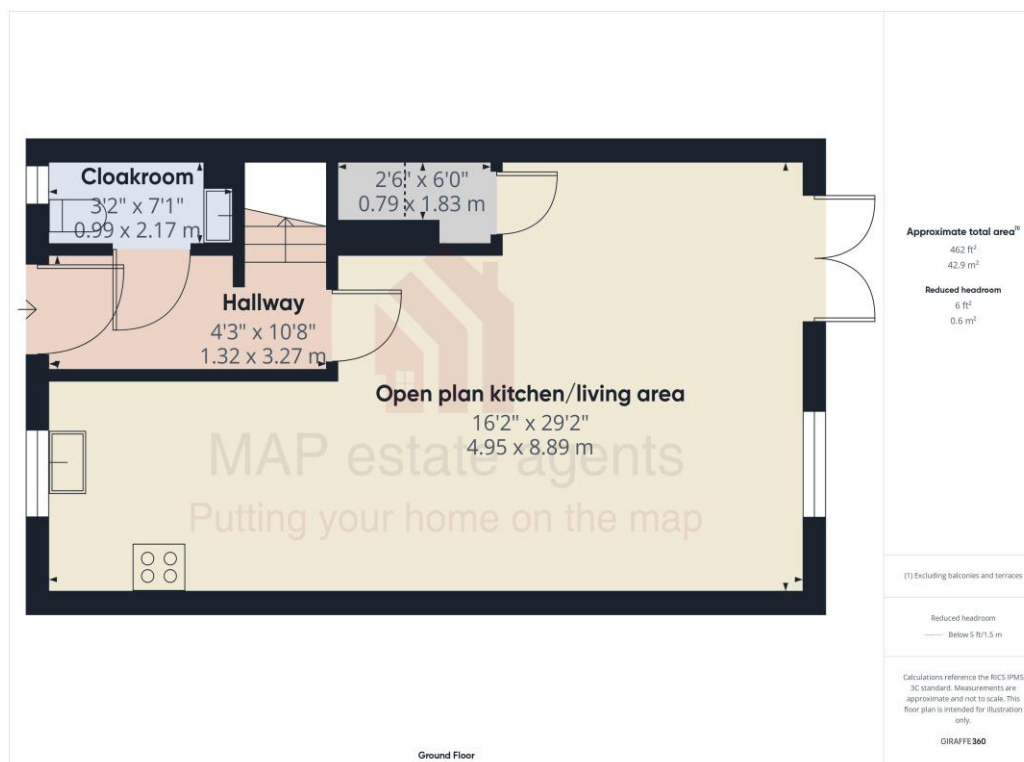 Cloakroom
3'2" x 7'1"
0.99 x 2.17 m
2'6" x 6'0"
0.79 x 1.83 m
Hallway
4'3" x 10'8"
1.32 x 3.27 m
Open plan kitchen/living area
16'2" x 29'2"
4.95 x 8.89 m
MAP estate agents
Putting your home on the map
Ground Floor
Approximate total area⁽¹⁾
462 ft²
42.9 m²
Reduced headroom
6 ft²
0.6 m²
(1) Excluding balconies and terraces
Reduced headroom
Below 5 ft/1.5 m
Calculations reference the RICS IPMS
3C standard. Measurements are
approximate and not to scale. This
floor plan is intended for illustration
only.
GIRAFFE360